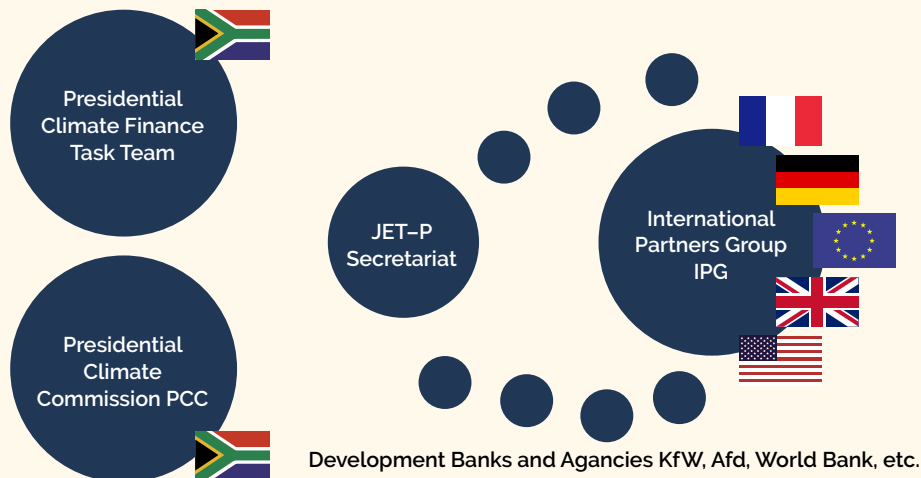 Presidential
Climate Finance
Task Team
JET–P
Secretariat
International
Partners Group
IPG
Presidential
Climate
Commission PCC
Development Banks and Agancies KfW, Afd, World Bank, etc.